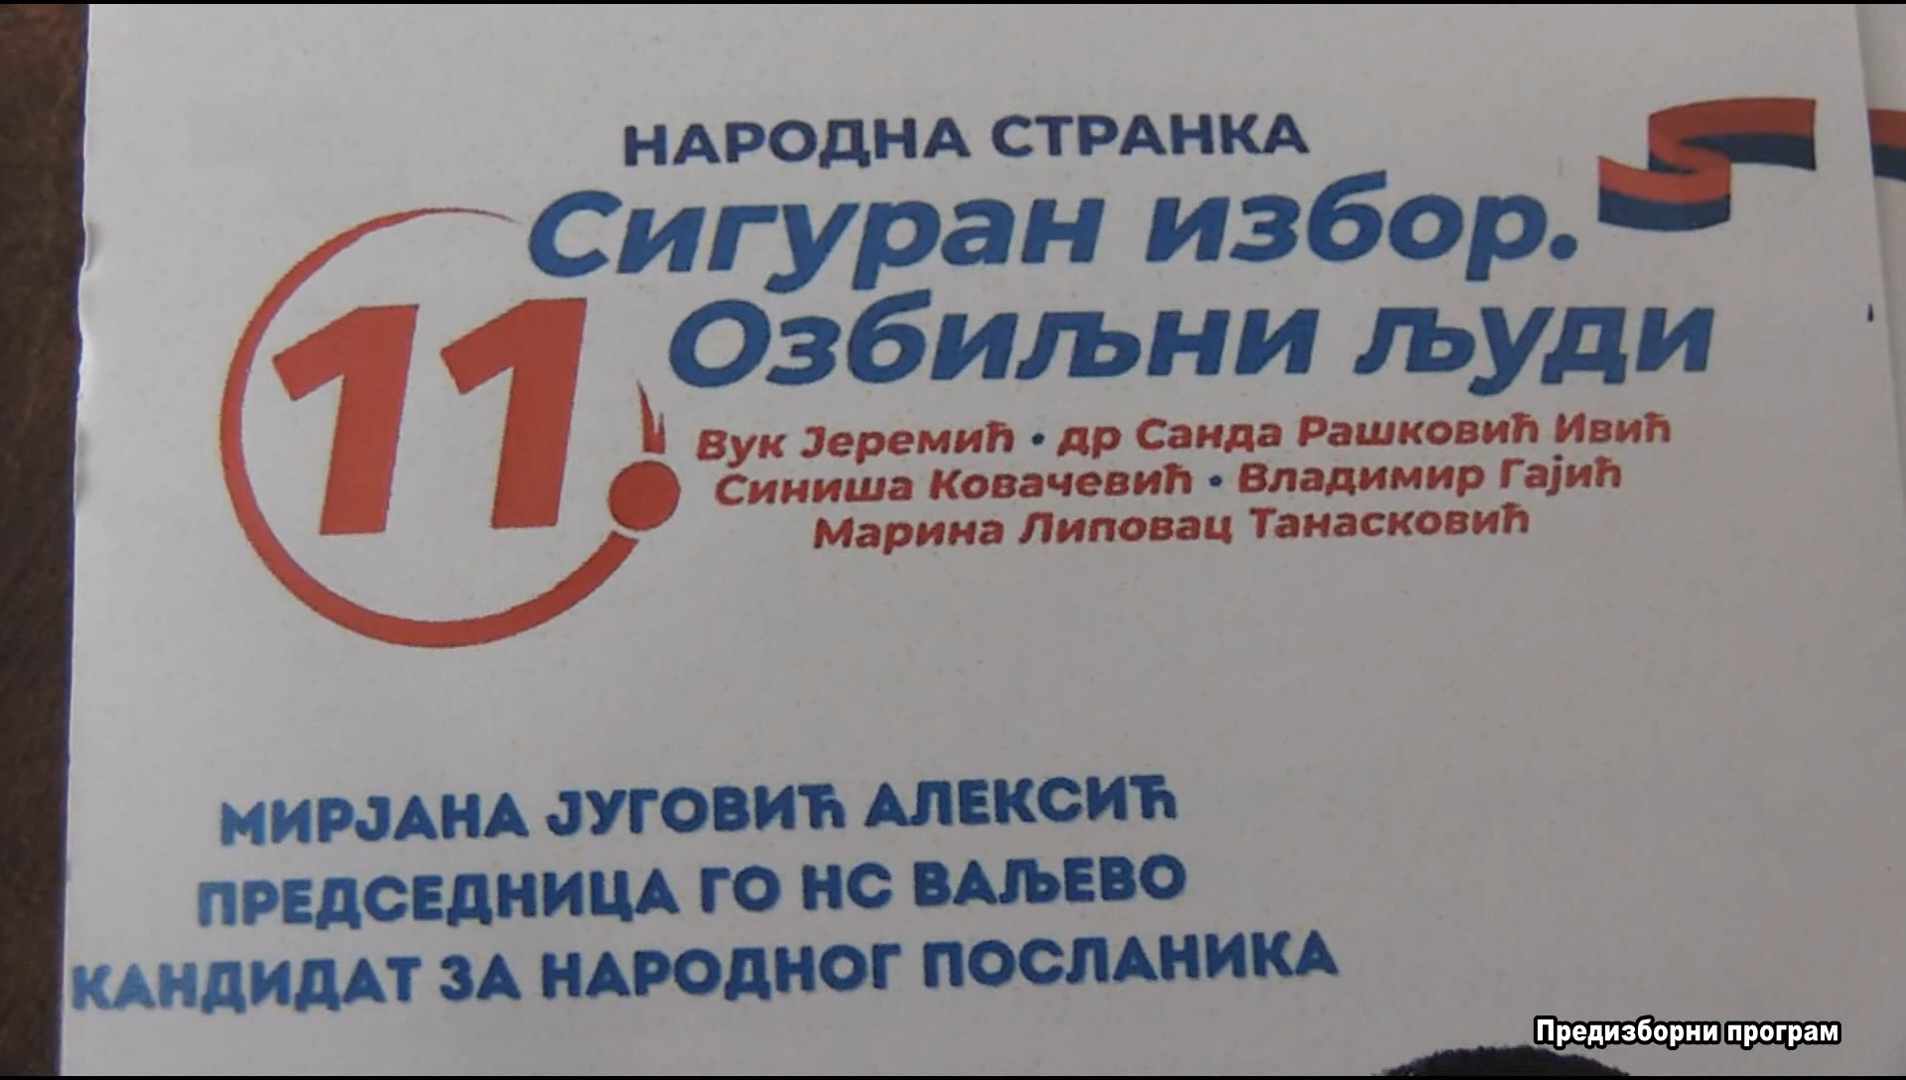 НАРОДНА СТРАНКА
Сигуран избор.
11
Озбиљни људи
Вук Јеремић • др Санда Рашковић Ивић
Синиша Ковачевић • Владимир Гајић
Марина Липовац Танасковић
МИРЈАНА ЈУГОВИЋ АЛЕКСИЋ
ПРЕДСЕДНИЦА ГО НС ВАЉЕВО
КАНДИДАТ ЗА НАРОДНОГ ПОСЛАНИКА
Предизборни програм